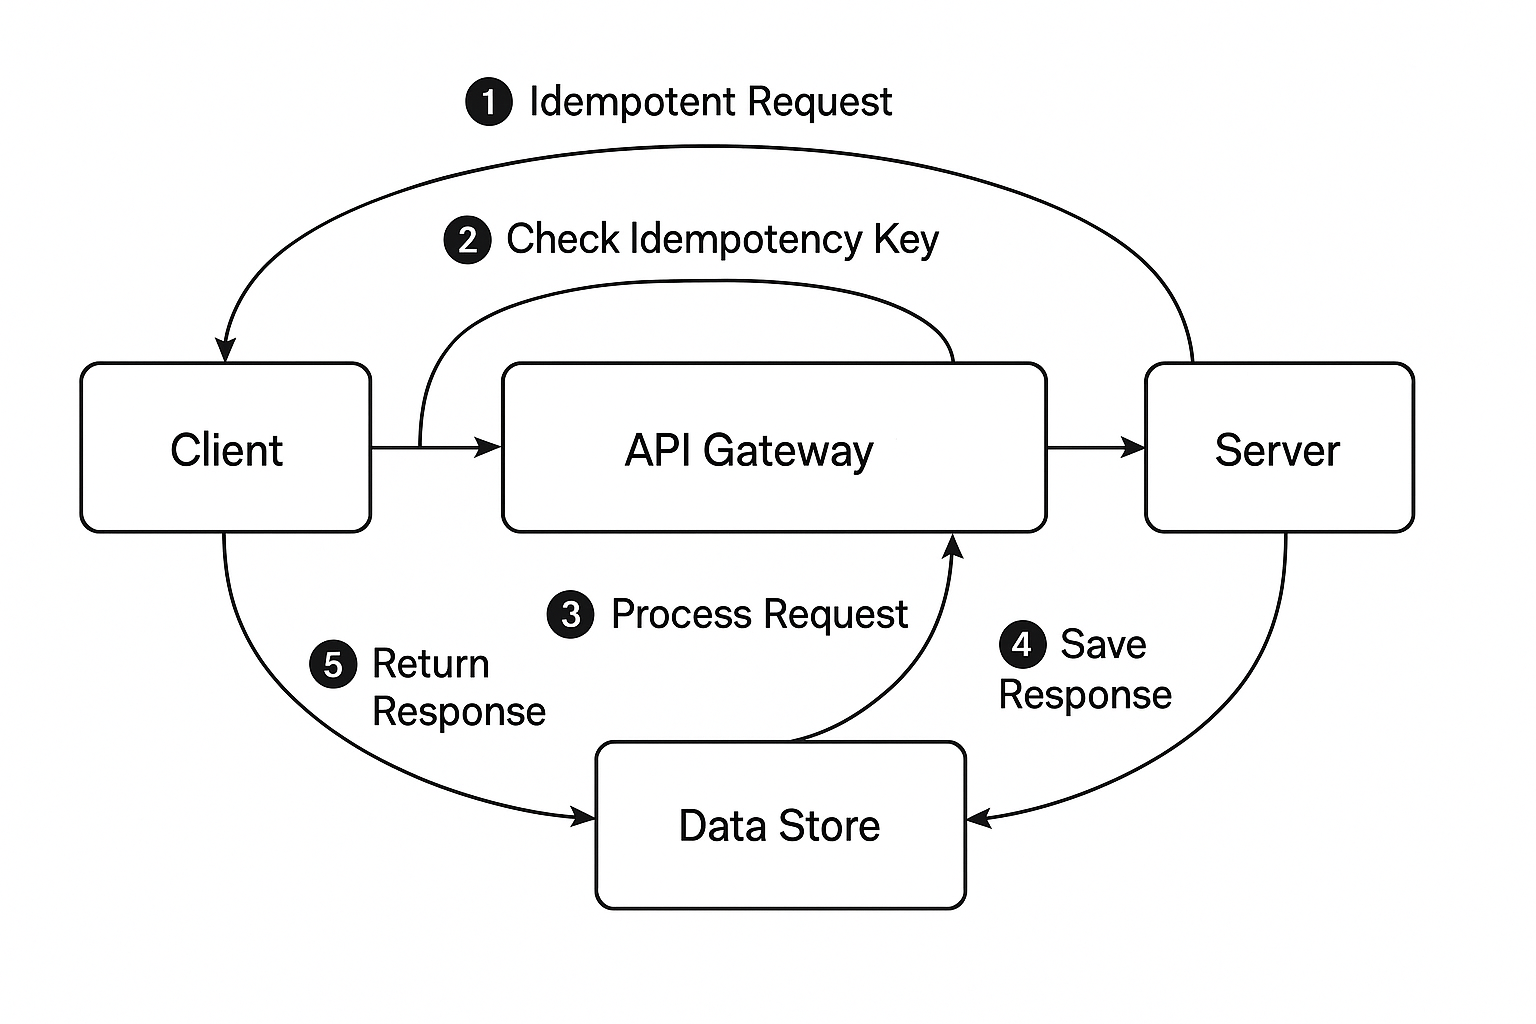 1 Idempotent Request
2 Check Idempotency Key
Client
API Gateway
Server
3 Process Request
4 Save
Response
5 Return
Response
Data Store